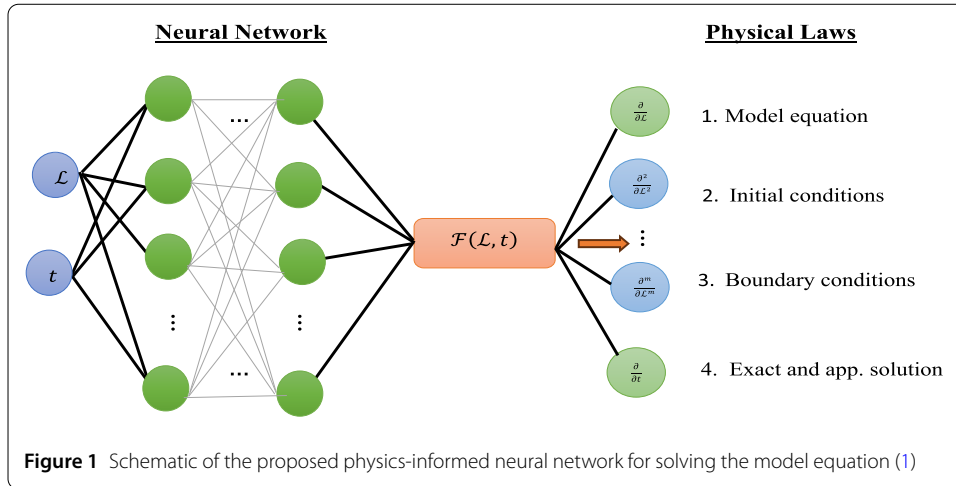 Neural Network
Physical Laws
ℒ
t
...
...
⋮
⋮
ℱ(ℒ, t)
∂/∂ℒ
∂²/∂ℒ²
⋮
∂ᵐ/∂ℒᵐ
∂/∂t
1. Model equation
2. Initial conditions
3. Boundary conditions
4. Exact and app. solution
Figure 1 Schematic of the proposed physics-informed neural network for solving the model equation (1)